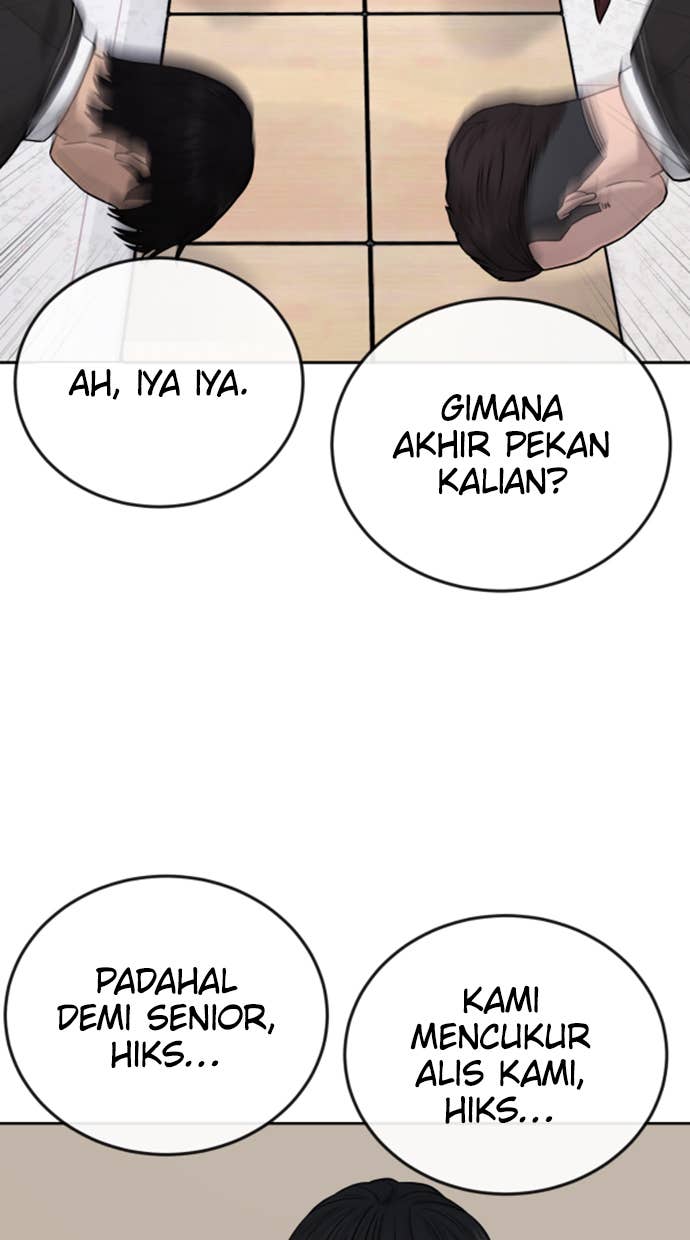 AH, IYA IYA.
GIMANA
AKHIR PEKAN
KALIAN?
PADAHAL
DEMI SENIOR,
HIKS...
KAMI
MENCUKUR
ALIS KAMI,
HIKS...